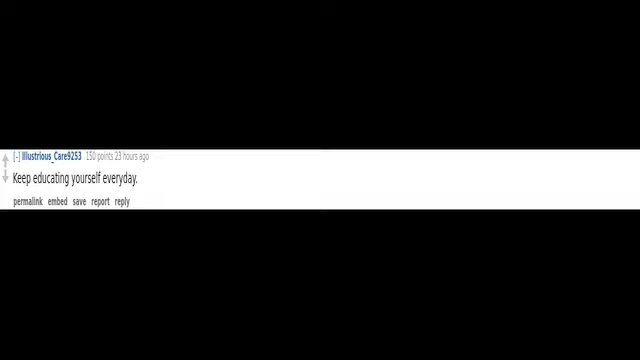 [-] Illustrious_Care9253 150 points 23 hours ago
Keep educating yourself everyday.
permalink embed save report reply